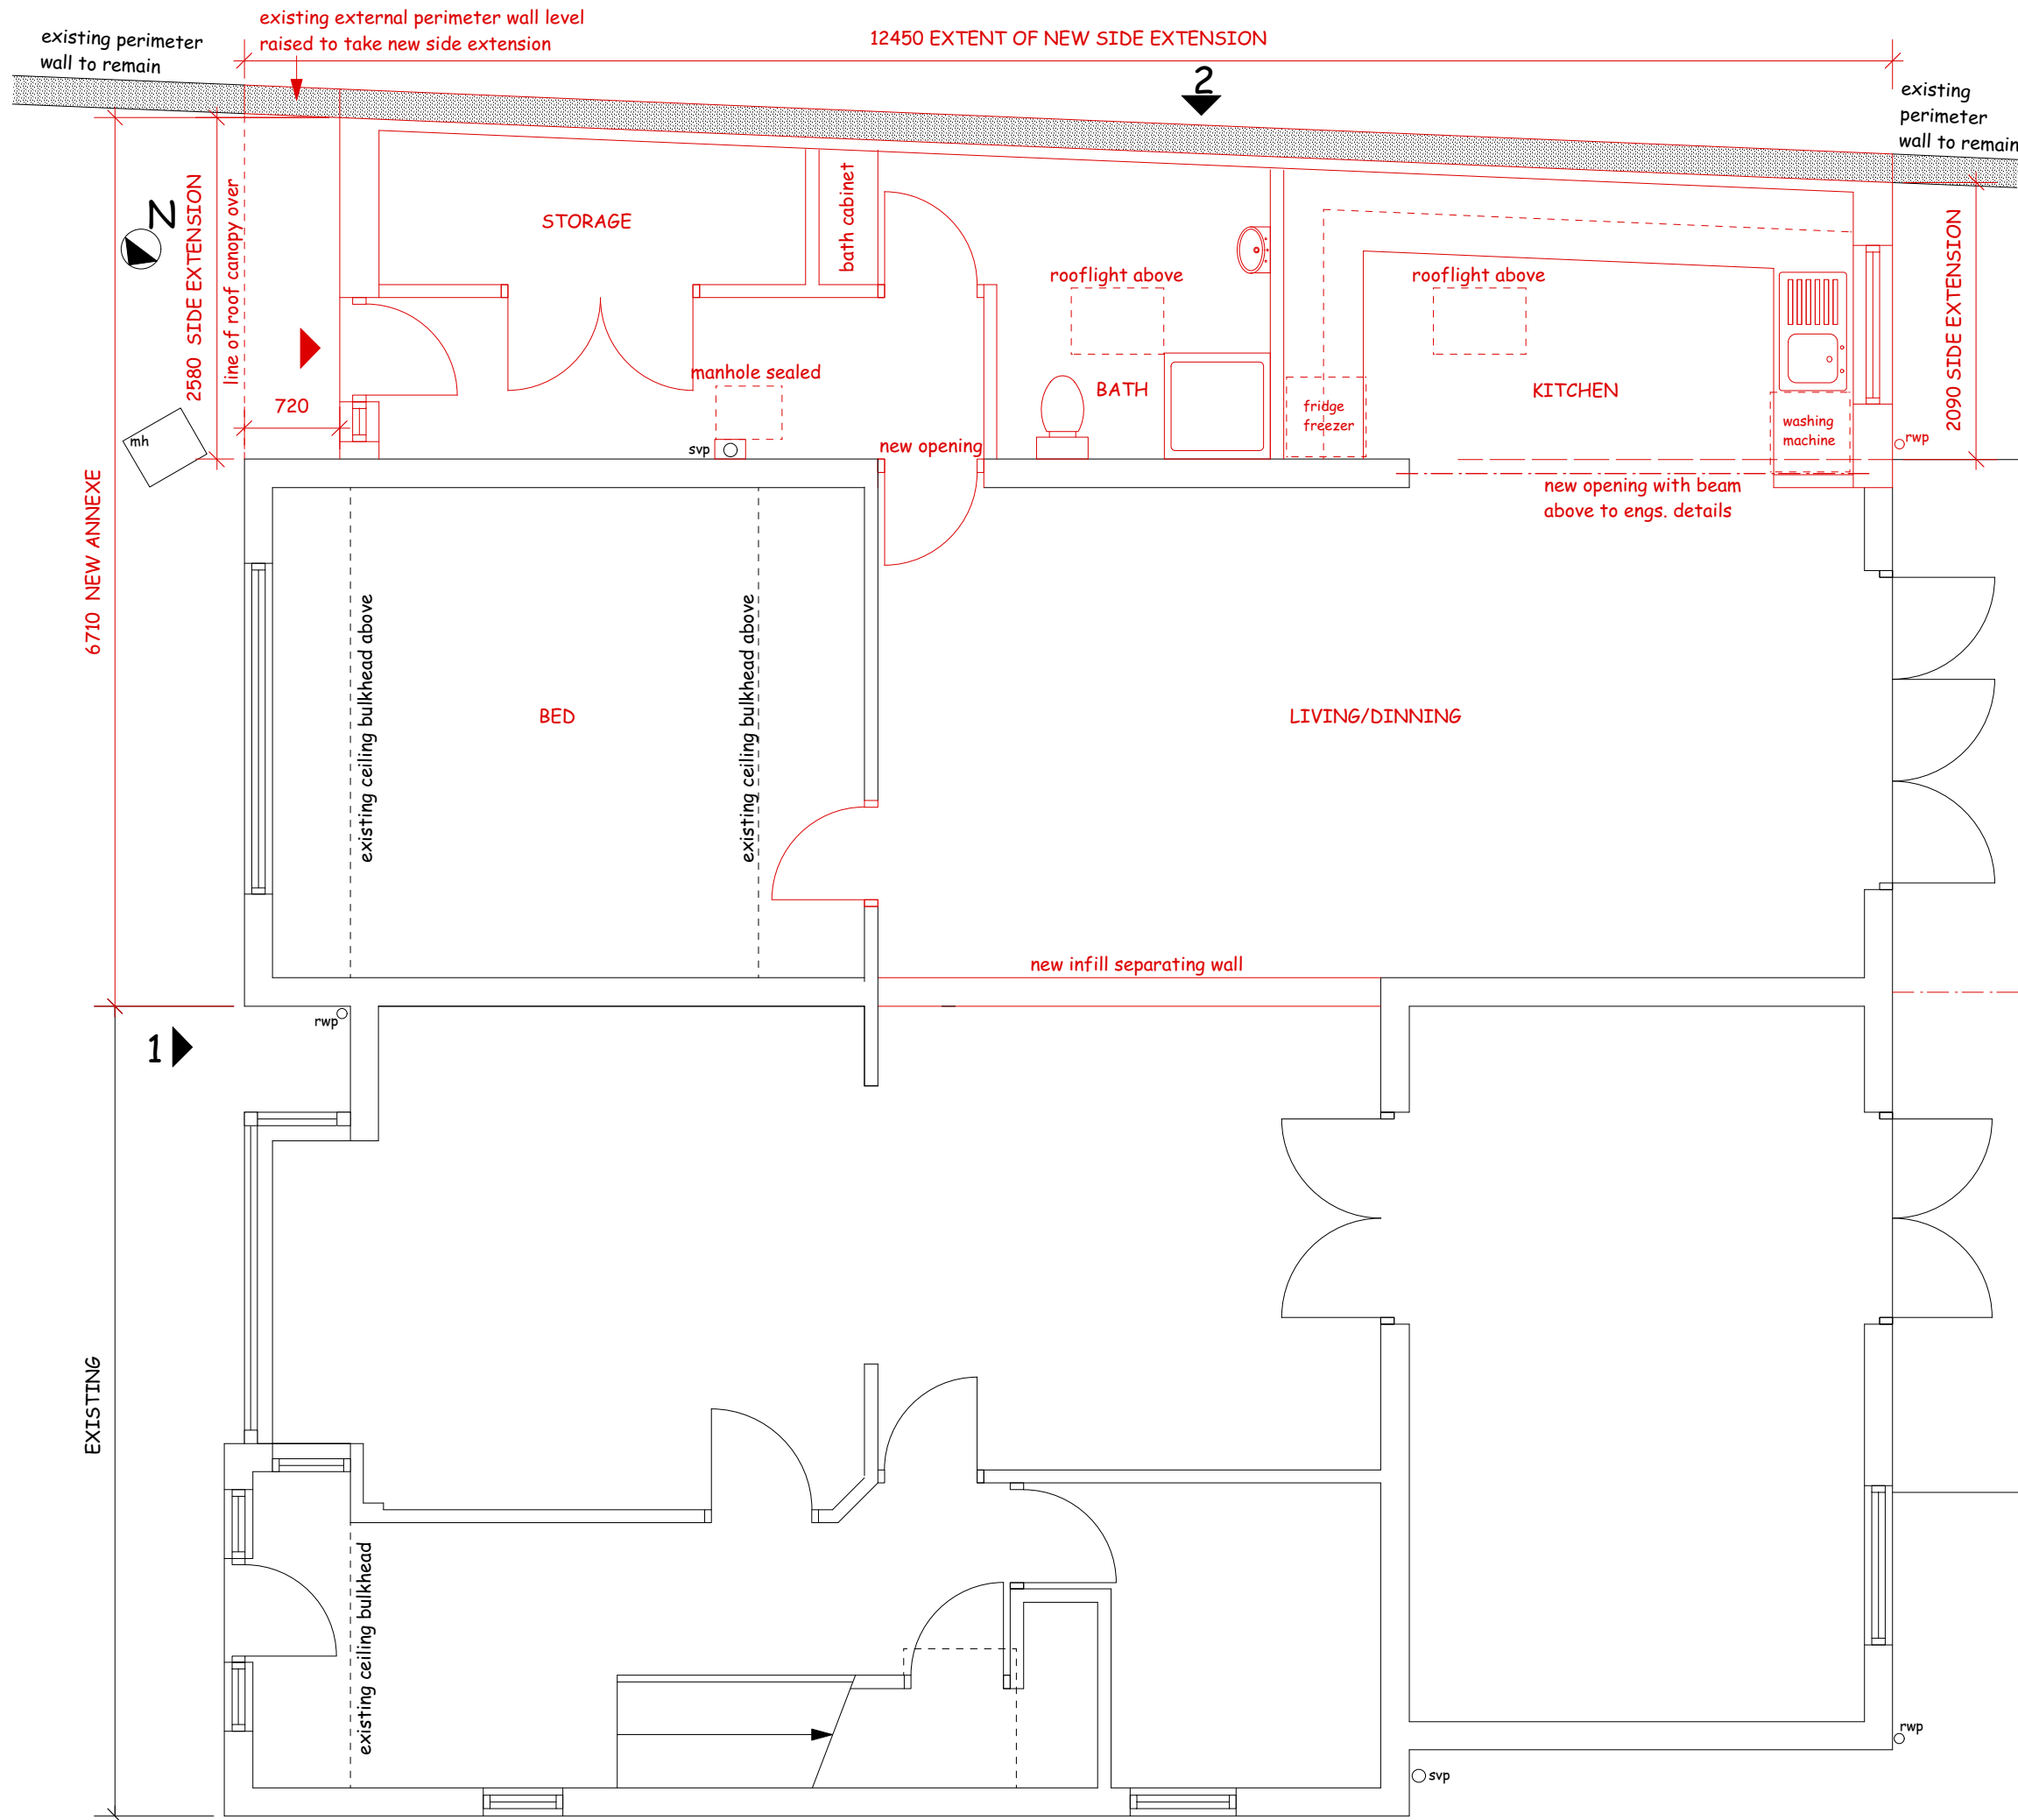 existing external perimeter wall level
raised to take new side extension
existing perimeter
wall to remain
12450 EXTENT OF NEW SIDE EXTENSION
2
existing
perimeter
wall to remain
N
2580 SIDE EXTENSION
line of roof canopy over
STORAGE
bath cabinet
rooflight above
rooflight above
2090 SIDE EXTENSION
manhole sealed
BATH
KITCHEN
720
fridge
freezer
washing
machine
mh
svp
new opening
rwp
new opening with beam
above to engs. details
6710 NEW ANNEXE
existing ceiling bulkhead above
existing ceiling bulkhead above
BED
LIVING/DINNING
new infill separating wall
rwp
1
EXISTING
existing ceiling bulkhead
rwp
svp